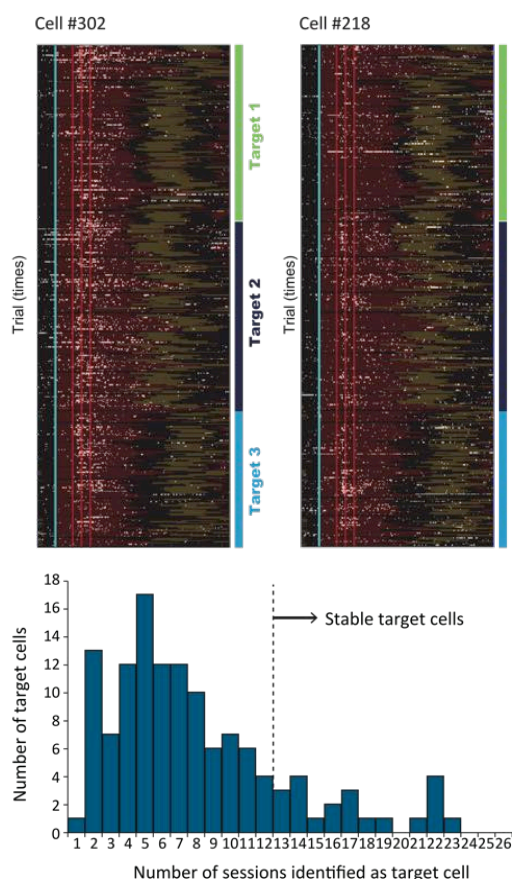 Cell #302
Cell #218
Trial (times)
Target 1
Target 2
Target 3
Trial (times)
Number of target cells
18
16
14
12
10
8
6
4
2
0
Stable target cells
1 2 3 4 5 6 7 8 9 10 11 12 13 14 15 16 17 18 19 20 21 22 23 24 25 26
Number of sessions identified as target cell